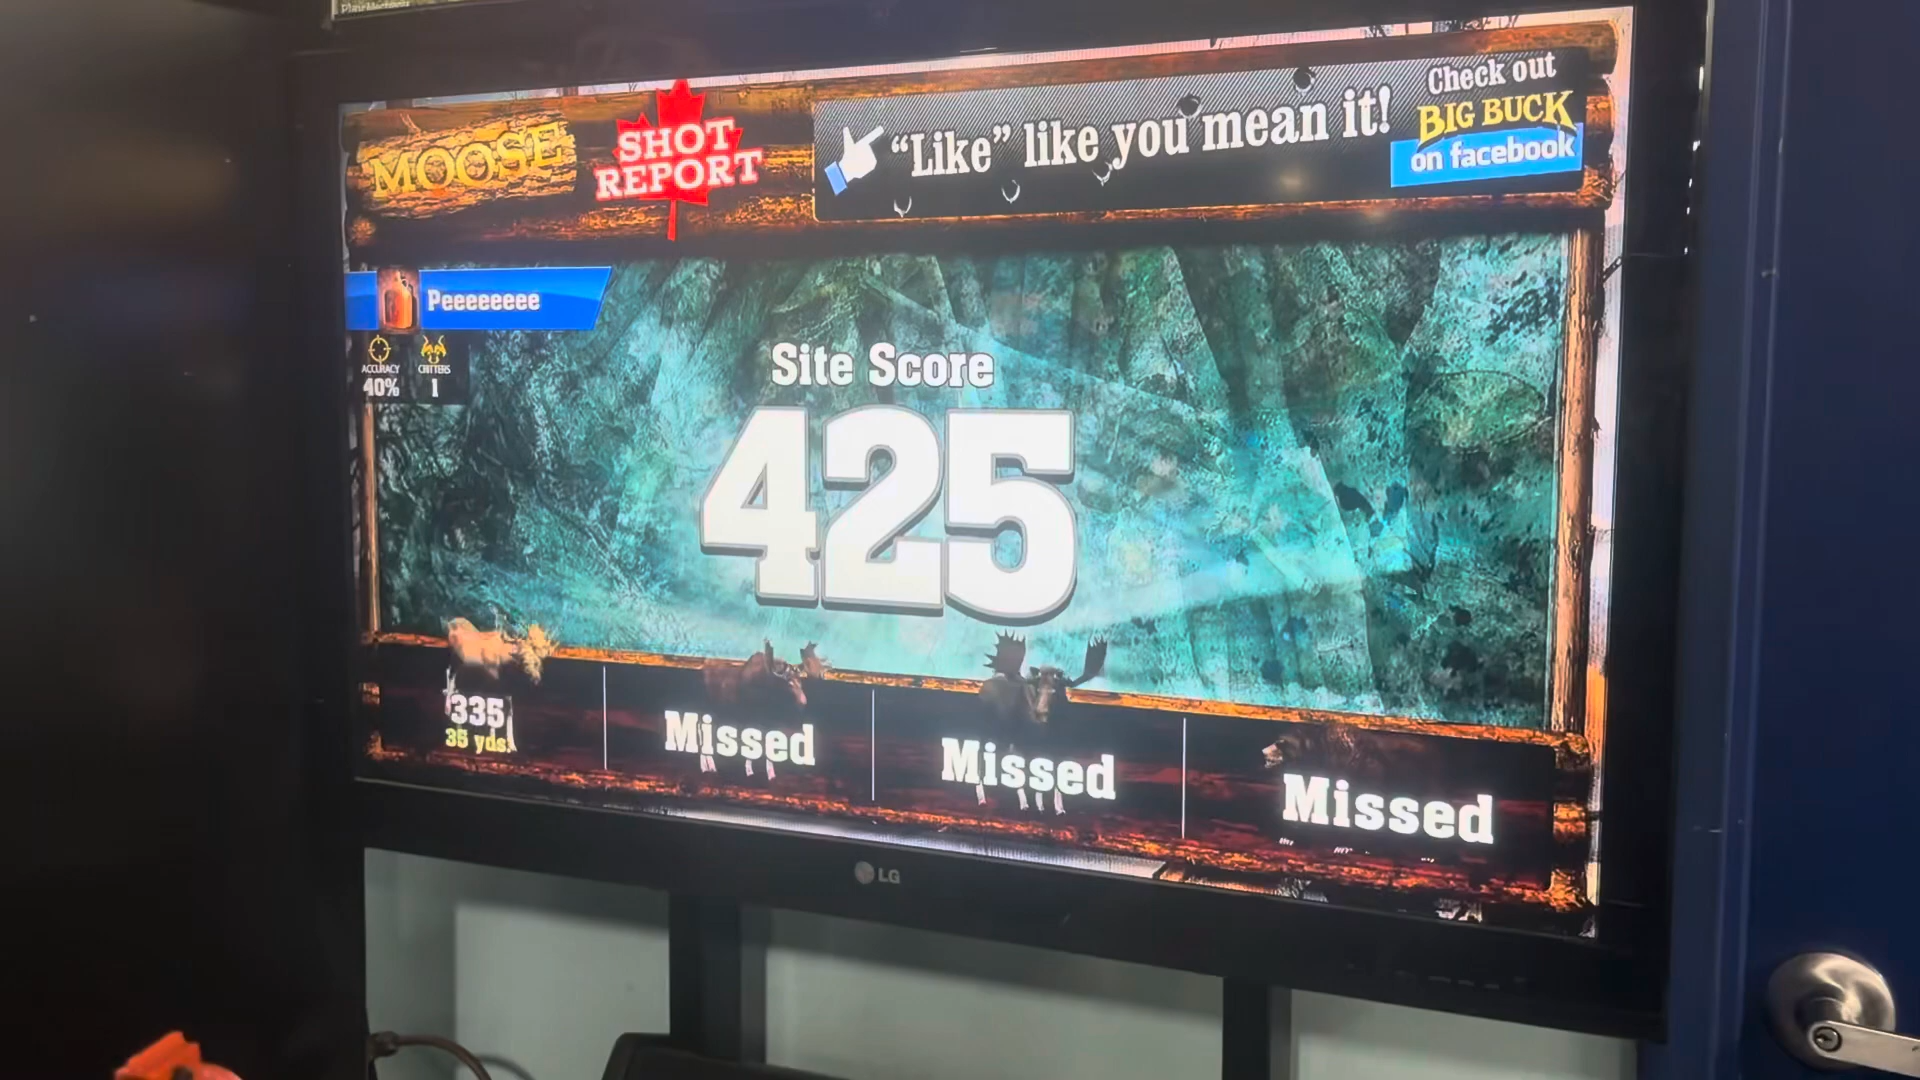 MOOSE
SHOT
REPORT
“Like” like you mean it!
Check out
BIG BUCK
on facebook
Peeeeeeee
ACCURACY
40%
CRITTERS
1
Site Score
425
335
35 yds.
Missed
Missed
Missed
LG